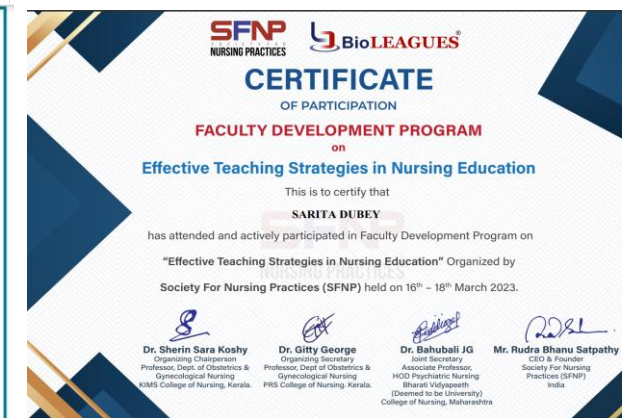 SFNP
SOCIETY FOR
NURSING PRACTICES
BioLEAGUES®
CERTIFICATE
OF PARTICIPATION
FACULTY DEVELOPMENT PROGRAM
on
Effective Teaching Strategies in Nursing Education
This is to certify that
SARITA DUBEY
has attended and actively participated in Faculty Development Program on
“Effective Teaching Strategies in Nursing Education” Organized by
Society For Nursing Practices (SFNP) held on 16th – 18th March 2023.
SFNP
NURSING PRACTICES
Dr. Sherin Sara Koshy
Organizing Chairperson
Professor, Dept. of Obstetrics &
Gynecological Nursing
KIMS College of Nursing, Kerala.
Dr. Gitty George
Organizing Secretary
Professor, Dept of Obstetrics &
Gynecological Nursing
PRS College of Nursing. Kerala.
Dr. Bahubali JG
Joint Secretary
Associate Professor,
HOD Psychiatric Nursing
Bharati Vidyapeeth
(Deemed to be University)
College of Nursing, Maharashtra
Mr. Rudra Bhanu Satpathy
CEO & Founder
Society For Nursing
Practices (SFNP)
India